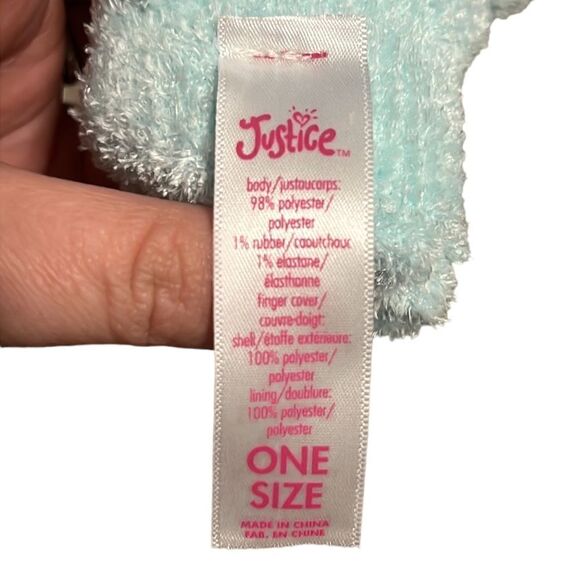 Justice™
body/justaucorps:
98% polyester/
polyester
1% rubber/caoutchouc
1% elastane/
élasthanne
finger cover/
couvre-doigt:
shell/étoffe extérieure:
100% polyester/
polyester
lining/doublure:
100% polyester/
polyester
ONE
SIZE
MADE IN CHINA
FAB. EN CHINE